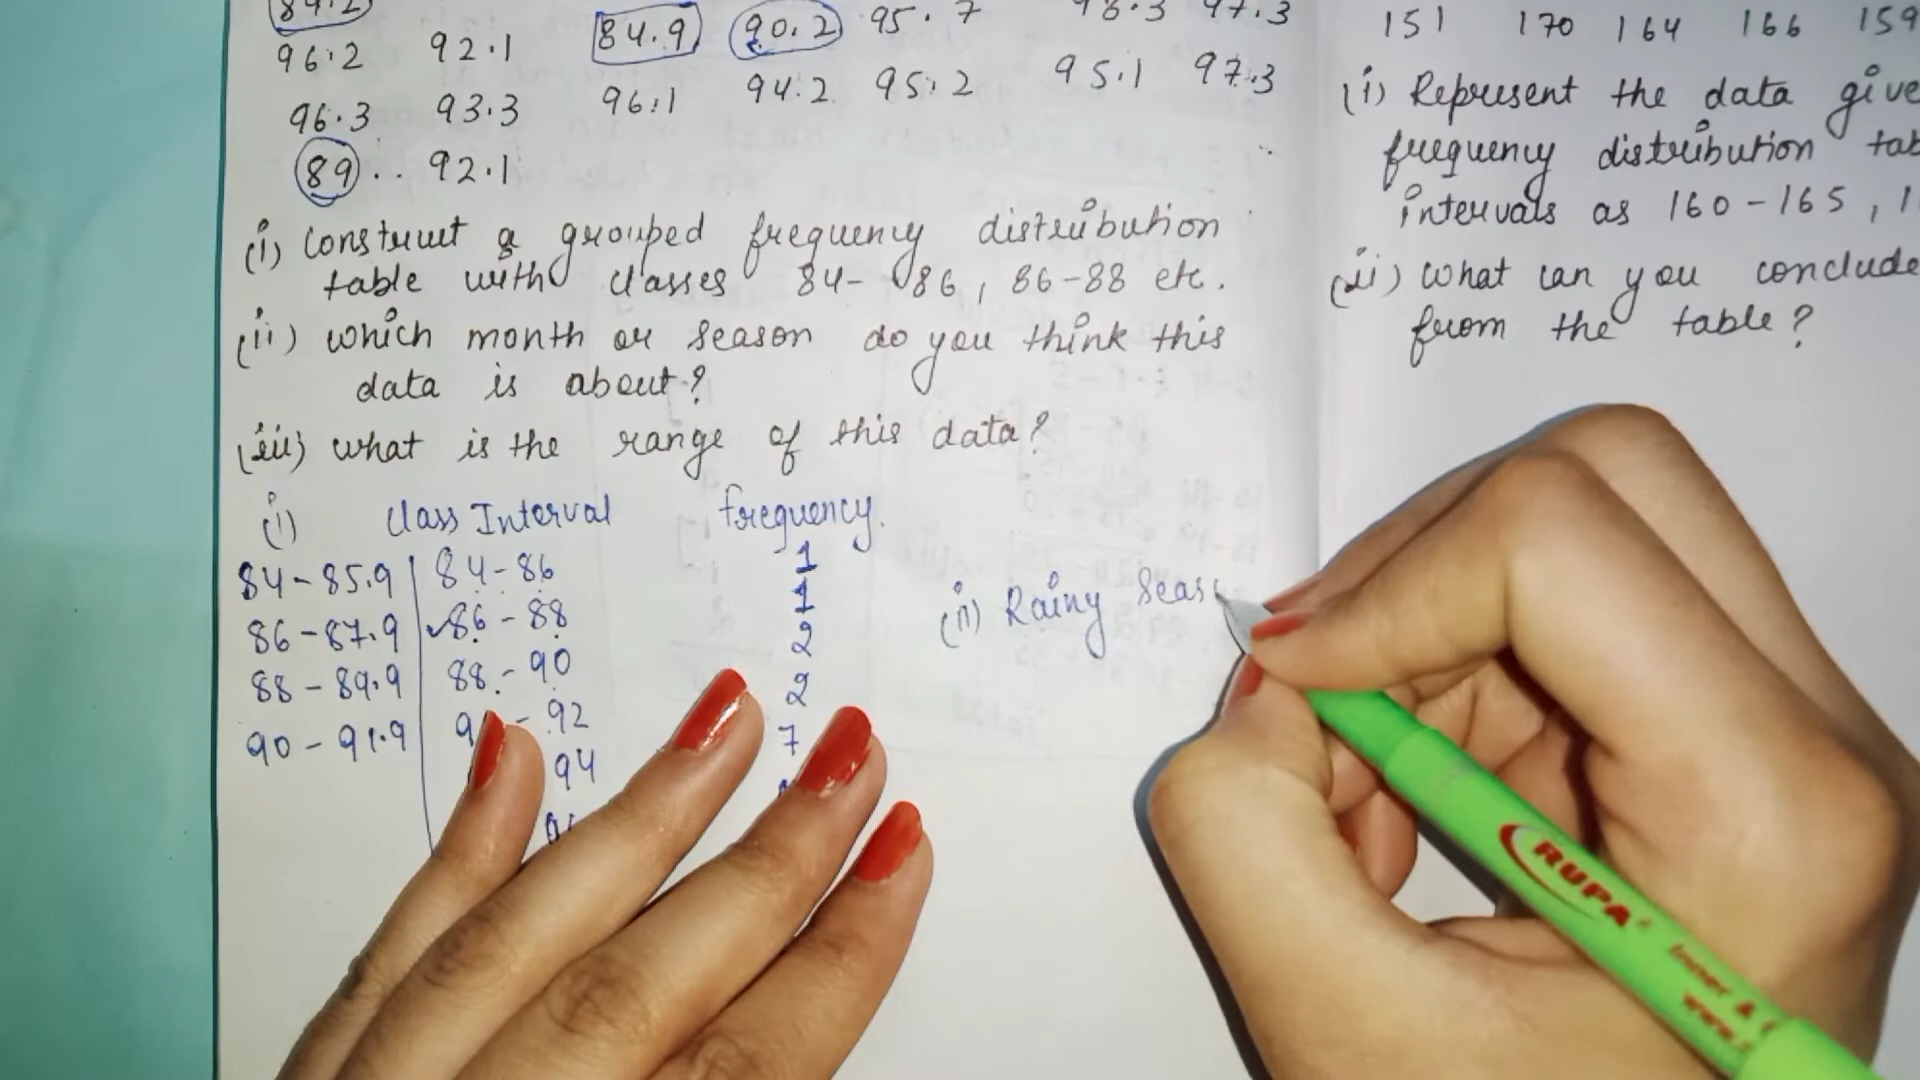 84.2
96.2 92.1 84.9 90.2 95.7 98.3 97.3
96.3 93.3 96.1 94.2 95.2 95.1 97.3
89 .. 92.1
(i) Construct a grouped frequency distribution
table with classes 84- 86, 86-88 etc.
(ii) which month or season do you think this
data is about?
(iii) what is the range of this data?
(i) Class Interval frequency.
84-85.9 84-86 1
86-87.9 ✓86-88 1
88-89.9 88-90 2
90-91.9 9 - 92 2
94 7
(ii) Rainy Seas
151 170 164 166 159
(i) Represent the data give
frequency distribution tab
intervals as 160-165, 1
(ii) what can you conclude
from the table?
RUPA